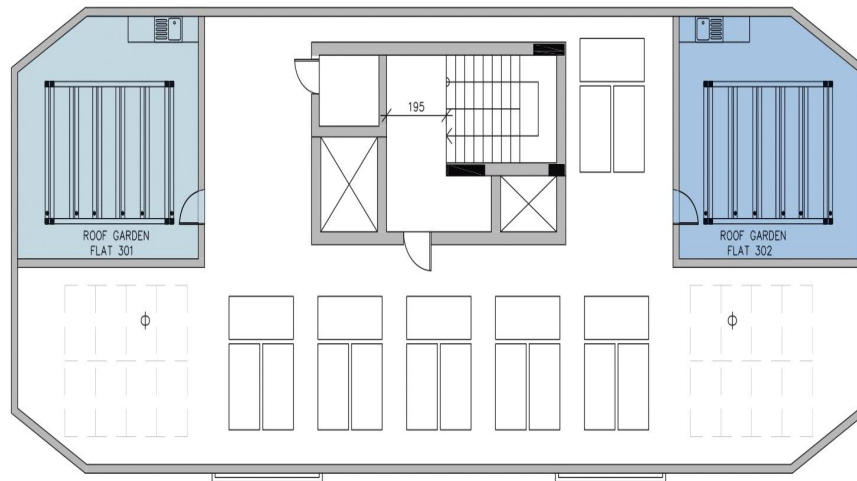 195
ROOF GARDEN
FLAT 301
ROOF GARDEN
FLAT 302